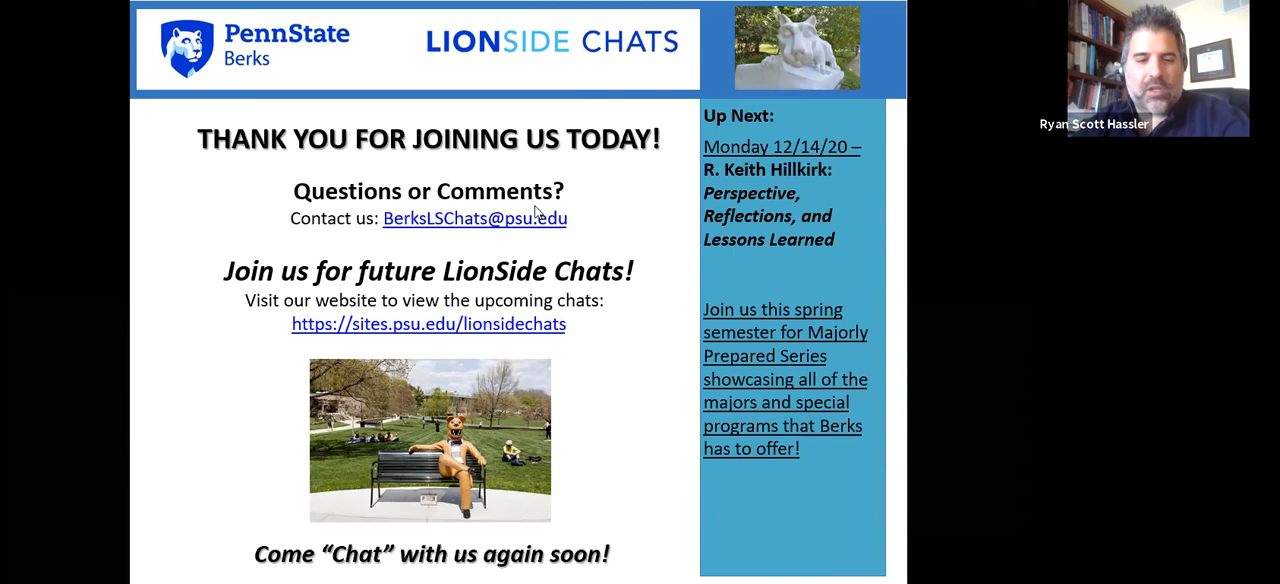 PennState
Berks
LIONSIDE CHATS
THANK YOU FOR JOINING US TODAY!
Questions or Comments?
Contact us: BerksLSChats@psu.edu
Join us for future LionSide Chats!
Visit our website to view the upcoming chats:
https://sites.psu.edu/lionsidechats
Come “Chat” with us again soon!
Up Next:
Monday 12/14/20 –
R. Keith Hillkirk:
Perspective,
Reflections, and
Lessons Learned
Join us this spring
semester for Majorly
Prepared Series
showcasing all of the
majors and special
programs that Berks
has to offer!
Ryan Scott Hassler